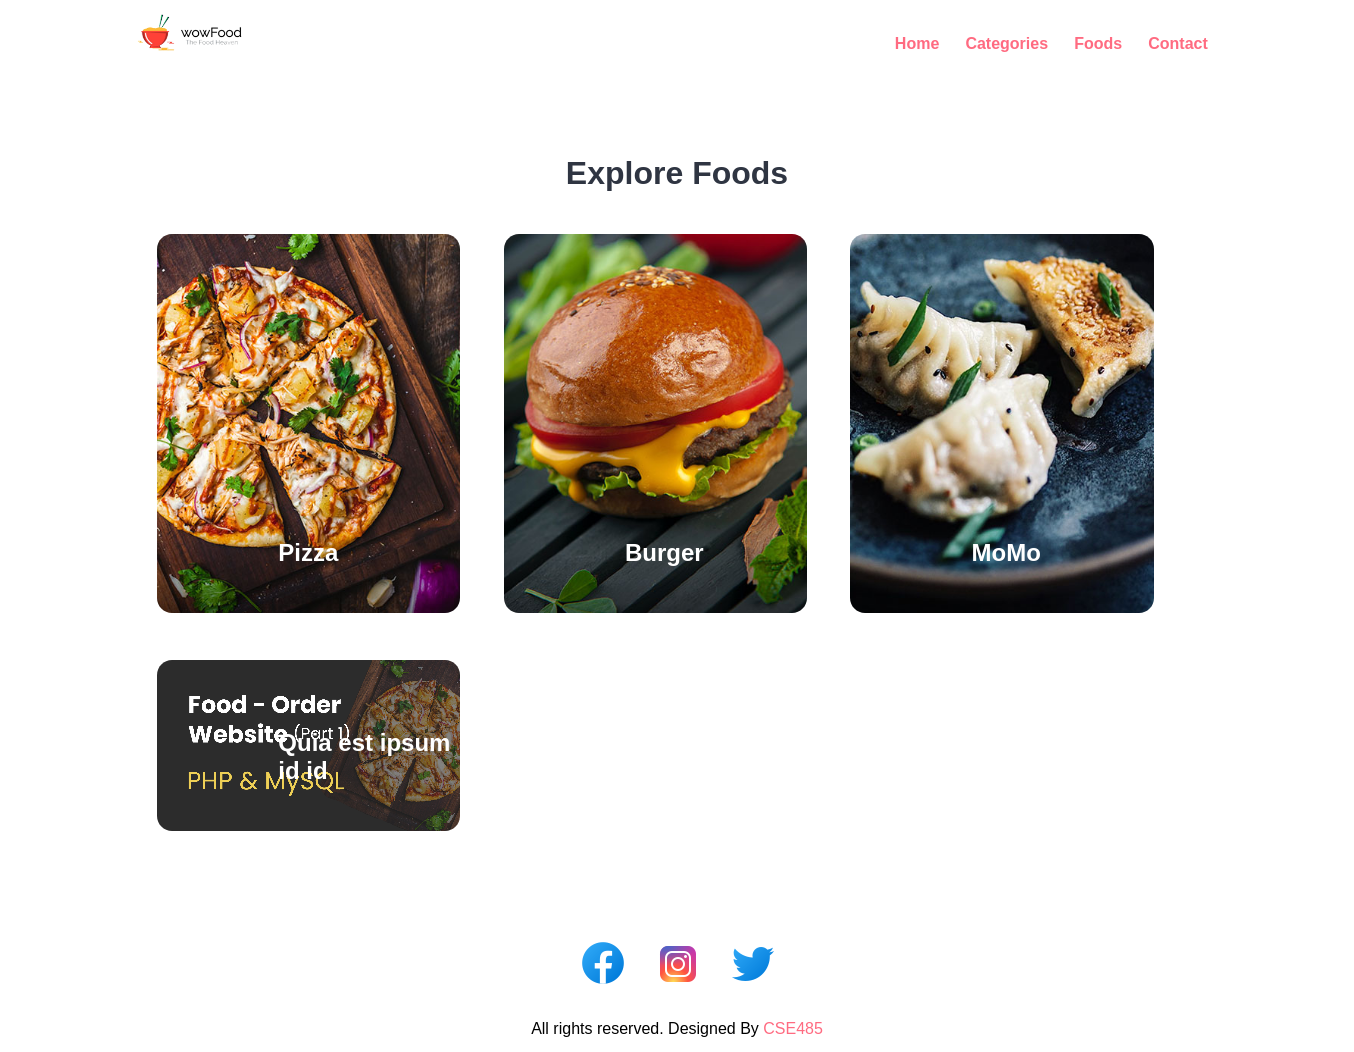 wowFood
The Food Heaven
Home Categories Foods Contact
Explore Foods
Pizza
Burger
MoMo
Food - Order
Website (Part 1)
PHP & MySQL
Quia est ipsum
id id
All rights reserved. Designed By CSE485